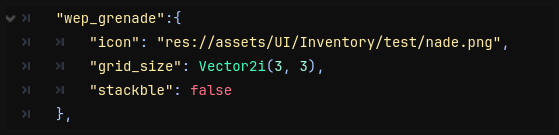 "wep_grenade":{
"icon": "res://assets/UI/Inventory/test/nade.png",
"grid_size": Vector2i(3, 3),
"stackble": false
},